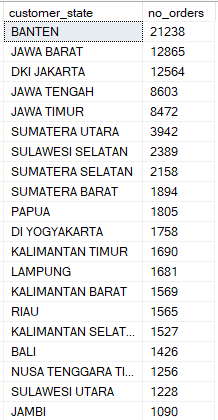 customer_state no_orders
BANTEN 21238
JAWA BARAT 12865
DKI JAKARTA 12564
JAWA TENGAH 8603
JAWA TIMUR 8472
SUMATERA UTARA 3942
SULAWESI SELATAN 2389
SUMATERA SELATAN 2158
SUMATERA BARAT 1894
PAPUA 1805
DI YOGYAKARTA 1758
KALIMANTAN TIMUR 1690
LAMPUNG 1681
KALIMANTAN BARAT 1569
RIAU 1565
KALIMANTAN SELAT... 1527
BALI 1426
NUSA TENGGARA TI... 1256
SULAWESI UTARA 1228
JAMBI 1090